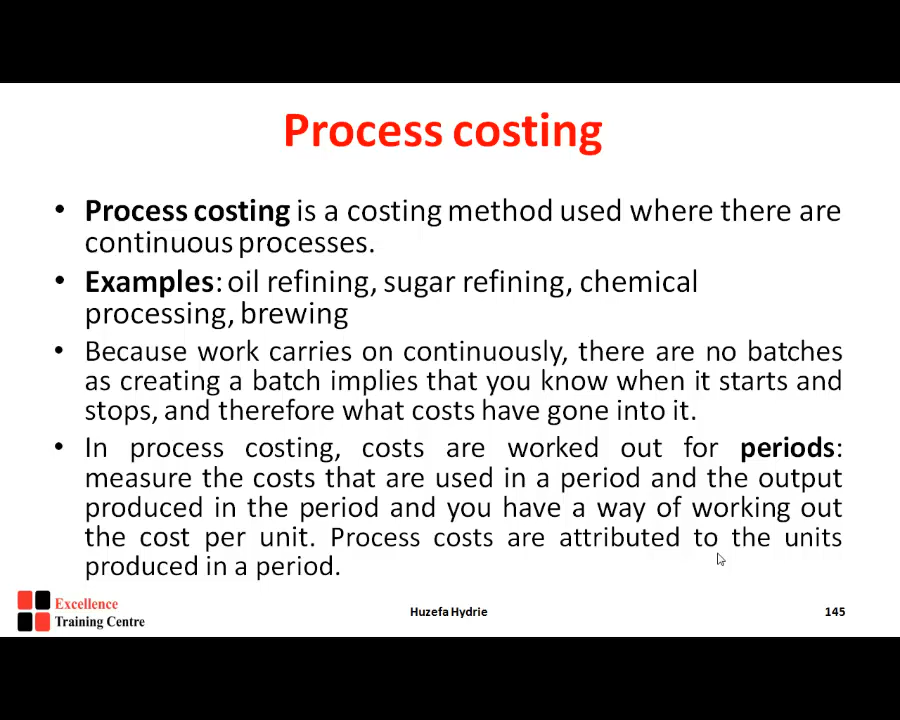 Process costing
• Process costing is a costing method used where there are
continuous processes.
• Examples: oil refining, sugar refining, chemical
processing, brewing
• Because work carries on continuously, there are no batches
as creating a batch implies that you know when it starts and
stops, and therefore what costs have gone into it.
• In process costing, costs are worked out for periods:
measure the costs that are used in a period and the output
produced in the period and you have a way of working out
the cost per unit. Process costs are attributed to the units
produced in a period.
Excellence
Training Centre
Huzefa Hydrie
145